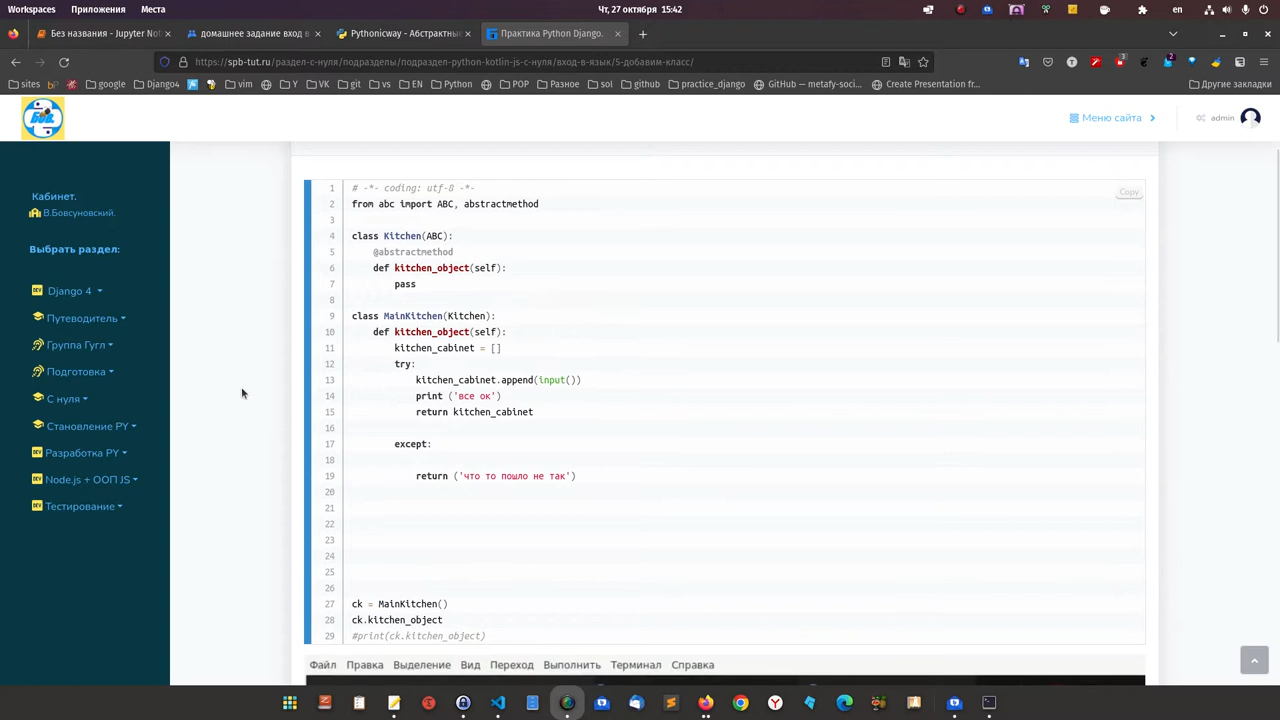 Workspaces Приложения Места Чт, 27 октября 15:42 en
Без названия - Jupyter Not
домашнее задание вход в
Pythonicway - Абстрактны
Практика Python Django.
https://spb-tut.ru/раздел-с-нуля/подразделы/подраздел-python-kotlin-js-с-нуля/вход-в-язык/5-добавим-класс/
sites bg google Django4 vim Y VK git vs EN Python POP Разное sol github practice_django GitHub — metafy-soci… Create Presentation fr… Другие закладки
Меню сайта
admin
Кабинет.
В.Бовсуновский.
Выбрать раздел:
Django 4
Путеводитель
Группа Гугл
Подготовка
С нуля
Становление PY
Разработка PY
Node.js + ООП JS
Тестирование
Copy
1 # -*- coding: utf-8 -*-
2 from abc import ABC, abstractmethod
3
4 class Kitchen(ABC):
5 @abstractmethod
6 def kitchen_object(self):
7 pass
8
9 class MainKitchen(Kitchen):
10 def kitchen_object(self):
11 kitchen_cabinet = []
12 try:
13 kitchen_cabinet.append(input())
14 print ('все ок')
15 return kitchen_cabinet
16
17 except:
18
19 return ('что то пошло не так')
20
21
22
23
24
25
26
27 ck = MainKitchen()
28 ck.kitchen_object
29 #print(ck.kitchen_object)
Файл Правка Выделение Вид Переход Выполнить Терминал Справка